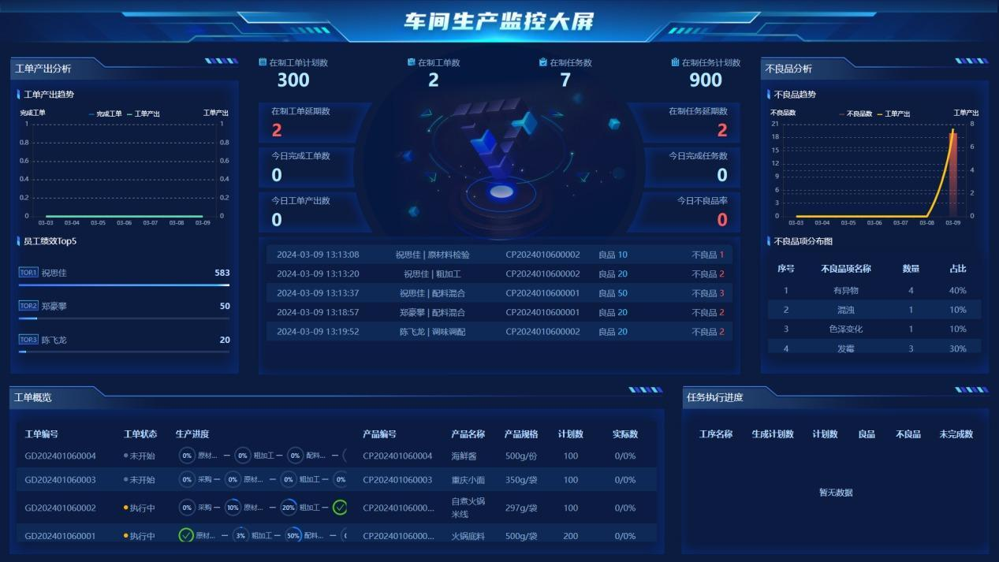 车间生产监控大屏
工单产出分析
工单产出趋势
完成工单 完成工单 工单产出 工单产出
1 1
0.8 0.8
0.6 0.6
0.4 0.4
0.2 0.2
0 0
03-03 03-04 03-05 03-06 03-07 03-08 03-09
员工绩效Top5
TOP.1 祝思佳 583
TOP.2 郑豪攀 50
TOP.3 陈飞龙 20
在制工单计划数 在制工单数 在制任务数 在制任务计划数
300 2 7 900
在制工单延期数
2
今日完成工单数
0
今日工单产出数
0
在制任务延期数
2
今日完成任务数
0
今日不良品率
0
2024-03-09 13:13:08 祝思佳 | 原材料检验 CP2024010600002 良品 10 不良品 1
2024-03-09 13:13:20 祝思佳 | 粗加工 CP2024010600002 良品 20 不良品 2
2024-03-09 13:13:37 祝思佳 | 配料混合 CP2024010600001 良品 50 不良品 3
2024-03-09 13:18:57 郑豪攀 | 配料混合 CP2024010600001 良品 20 不良品 2
2024-03-09 13:19:52 陈飞龙 | 调味调配 CP2024010600002 良品 20 不良品 2
不良品分析
不良品趋势
不良品数 不良品数 工单产出 工单产出
21 8
18
15 6
12
9 4
6 2
3
0 0
03-03 03-04 03-05 03-06 03-07 03-08 03-09
不良品项分布图
序号 不良品项名称 数量 占比
1 有异物 4 40%
2 混浊 1 10%
3 色泽变化 1 10%
4 发霉 3 30%
工单概览
工单编号 工单状态 生产进度 产品编号 产品名称 产品规格 计划数 实际数
GD202401060004 未开始 0% 原材... 0% 粗加工 0% 配料... CP202401060004 海鲜酱 500g/份 100 0/0%
GD202401060003 未开始 0% 采购 0% 原材... 0% 粗加工 0% CP202401060003 重庆小面 350g/袋 100 0/0%
GD202401060002 执行中 0% 采购 10% 原材... 20% 粗加工 CP20240106000... 自煮火锅米线 297g/袋 100 0/0%
GD202401060001 执行中 原材... 3% 粗加工 50% 配料... CP20240106000... 火锅底料 500g/袋 200 0/0%
任务执行进度
工序名称 生成计划数 计划数 良品 不良品 未完成数
暂无数据